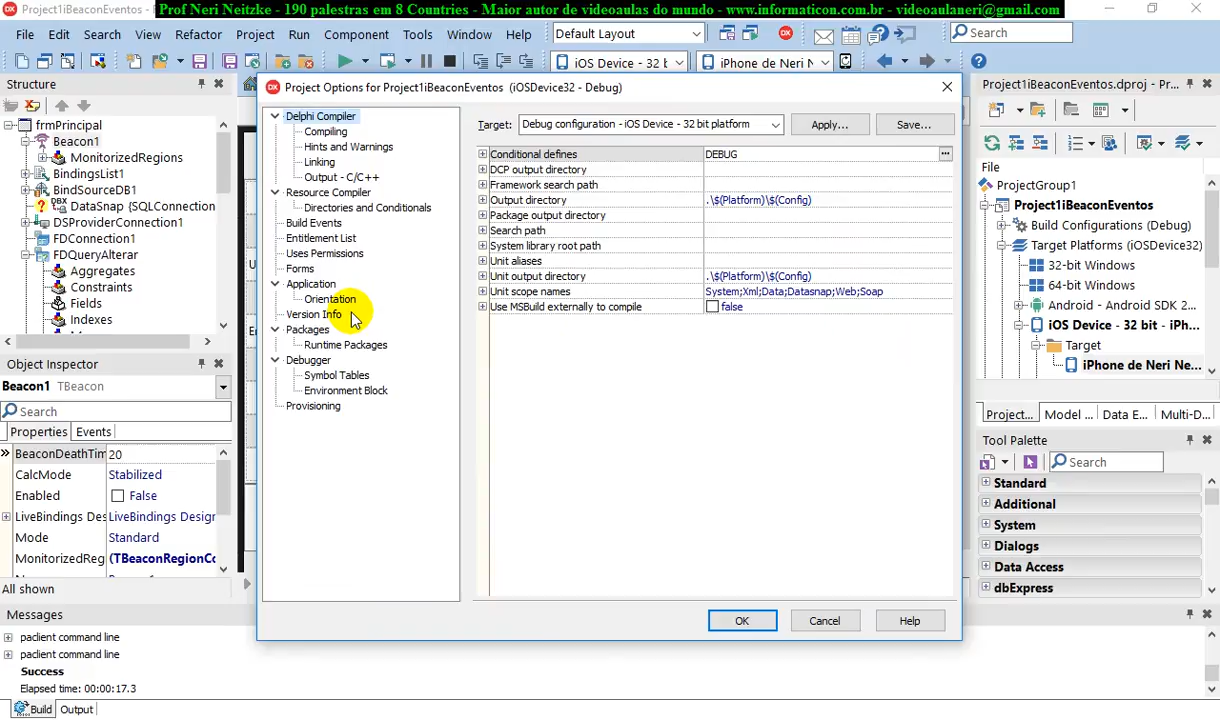 Project1iBeaconEventos - P
Prof Neri Neitzke - 190 palestras em 8 Countries - Maior autor de videoaulas do mundo - www.informaticon.com.br - videoaulaneri@gmail.com
File Edit Search View Refactor Project Run Component Tools Window Help
Default Layout
Search
iOS Device - 32 b
iPhone de Neri N
Structure
frmPrincipal
Beacon1
MonitorizedRegions
BindingsList1
BindSourceDB1
DataSnap {SQLConnection
DSProviderConnection1
FDConnection1
FDQueryAlterar
Aggregates
Constraints
Fields
Indexes
Object Inspector
Beacon1 TBeacon
Search
Properties Events
BeaconDeathTim 20
CalcMode Stabilized
Enabled False
LiveBindings Des LiveBindings Design
Mode Standard
MonitorizedReg (TBeaconRegionCo
All shown
Project Options for Project1iBeaconEventos (iOSDevice32 - Debug)
Delphi Compiler
Compiling
Hints and Warnings
Linking
Output - C/C++
Resource Compiler
Directories and Conditionals
Build Events
Entitlement List
Uses Permissions
Forms
Application
Orientation
Version Info
Packages
Runtime Packages
Debugger
Symbol Tables
Environment Block
Provisioning
Target: Debug configuration - iOS Device - 32 bit platform Apply... Save...
Conditional defines DEBUG
DCP output directory
Framework search path
Output directory .\$(Platform)\$(Config)
Package output directory
Search path
System library root path
Unit aliases
Unit output directory .\$(Platform)\$(Config)
Unit scope names System;Xml;Data;Datasnap;Web;Soap
Use MSBuild externally to compile false
OK Cancel Help
Project1iBeaconEventos.dproj - Pr...
File
ProjectGroup1
Project1iBeaconEventos
Build Configurations (Debug)
Target Platforms (iOSDevice32)
32-bit Windows
64-bit Windows
Android - Android SDK 2...
iOS Device - 32 bit - iPh...
Target
iPhone de Neri Ne...
Project... Model ... Data E... Multi-D...
Tool Palette
Search
Standard
Additional
System
Dialogs
Data Access
dbExpress
Messages
paclient command line
paclient command line
Success
Elapsed time: 00:00:17.3
Build Output